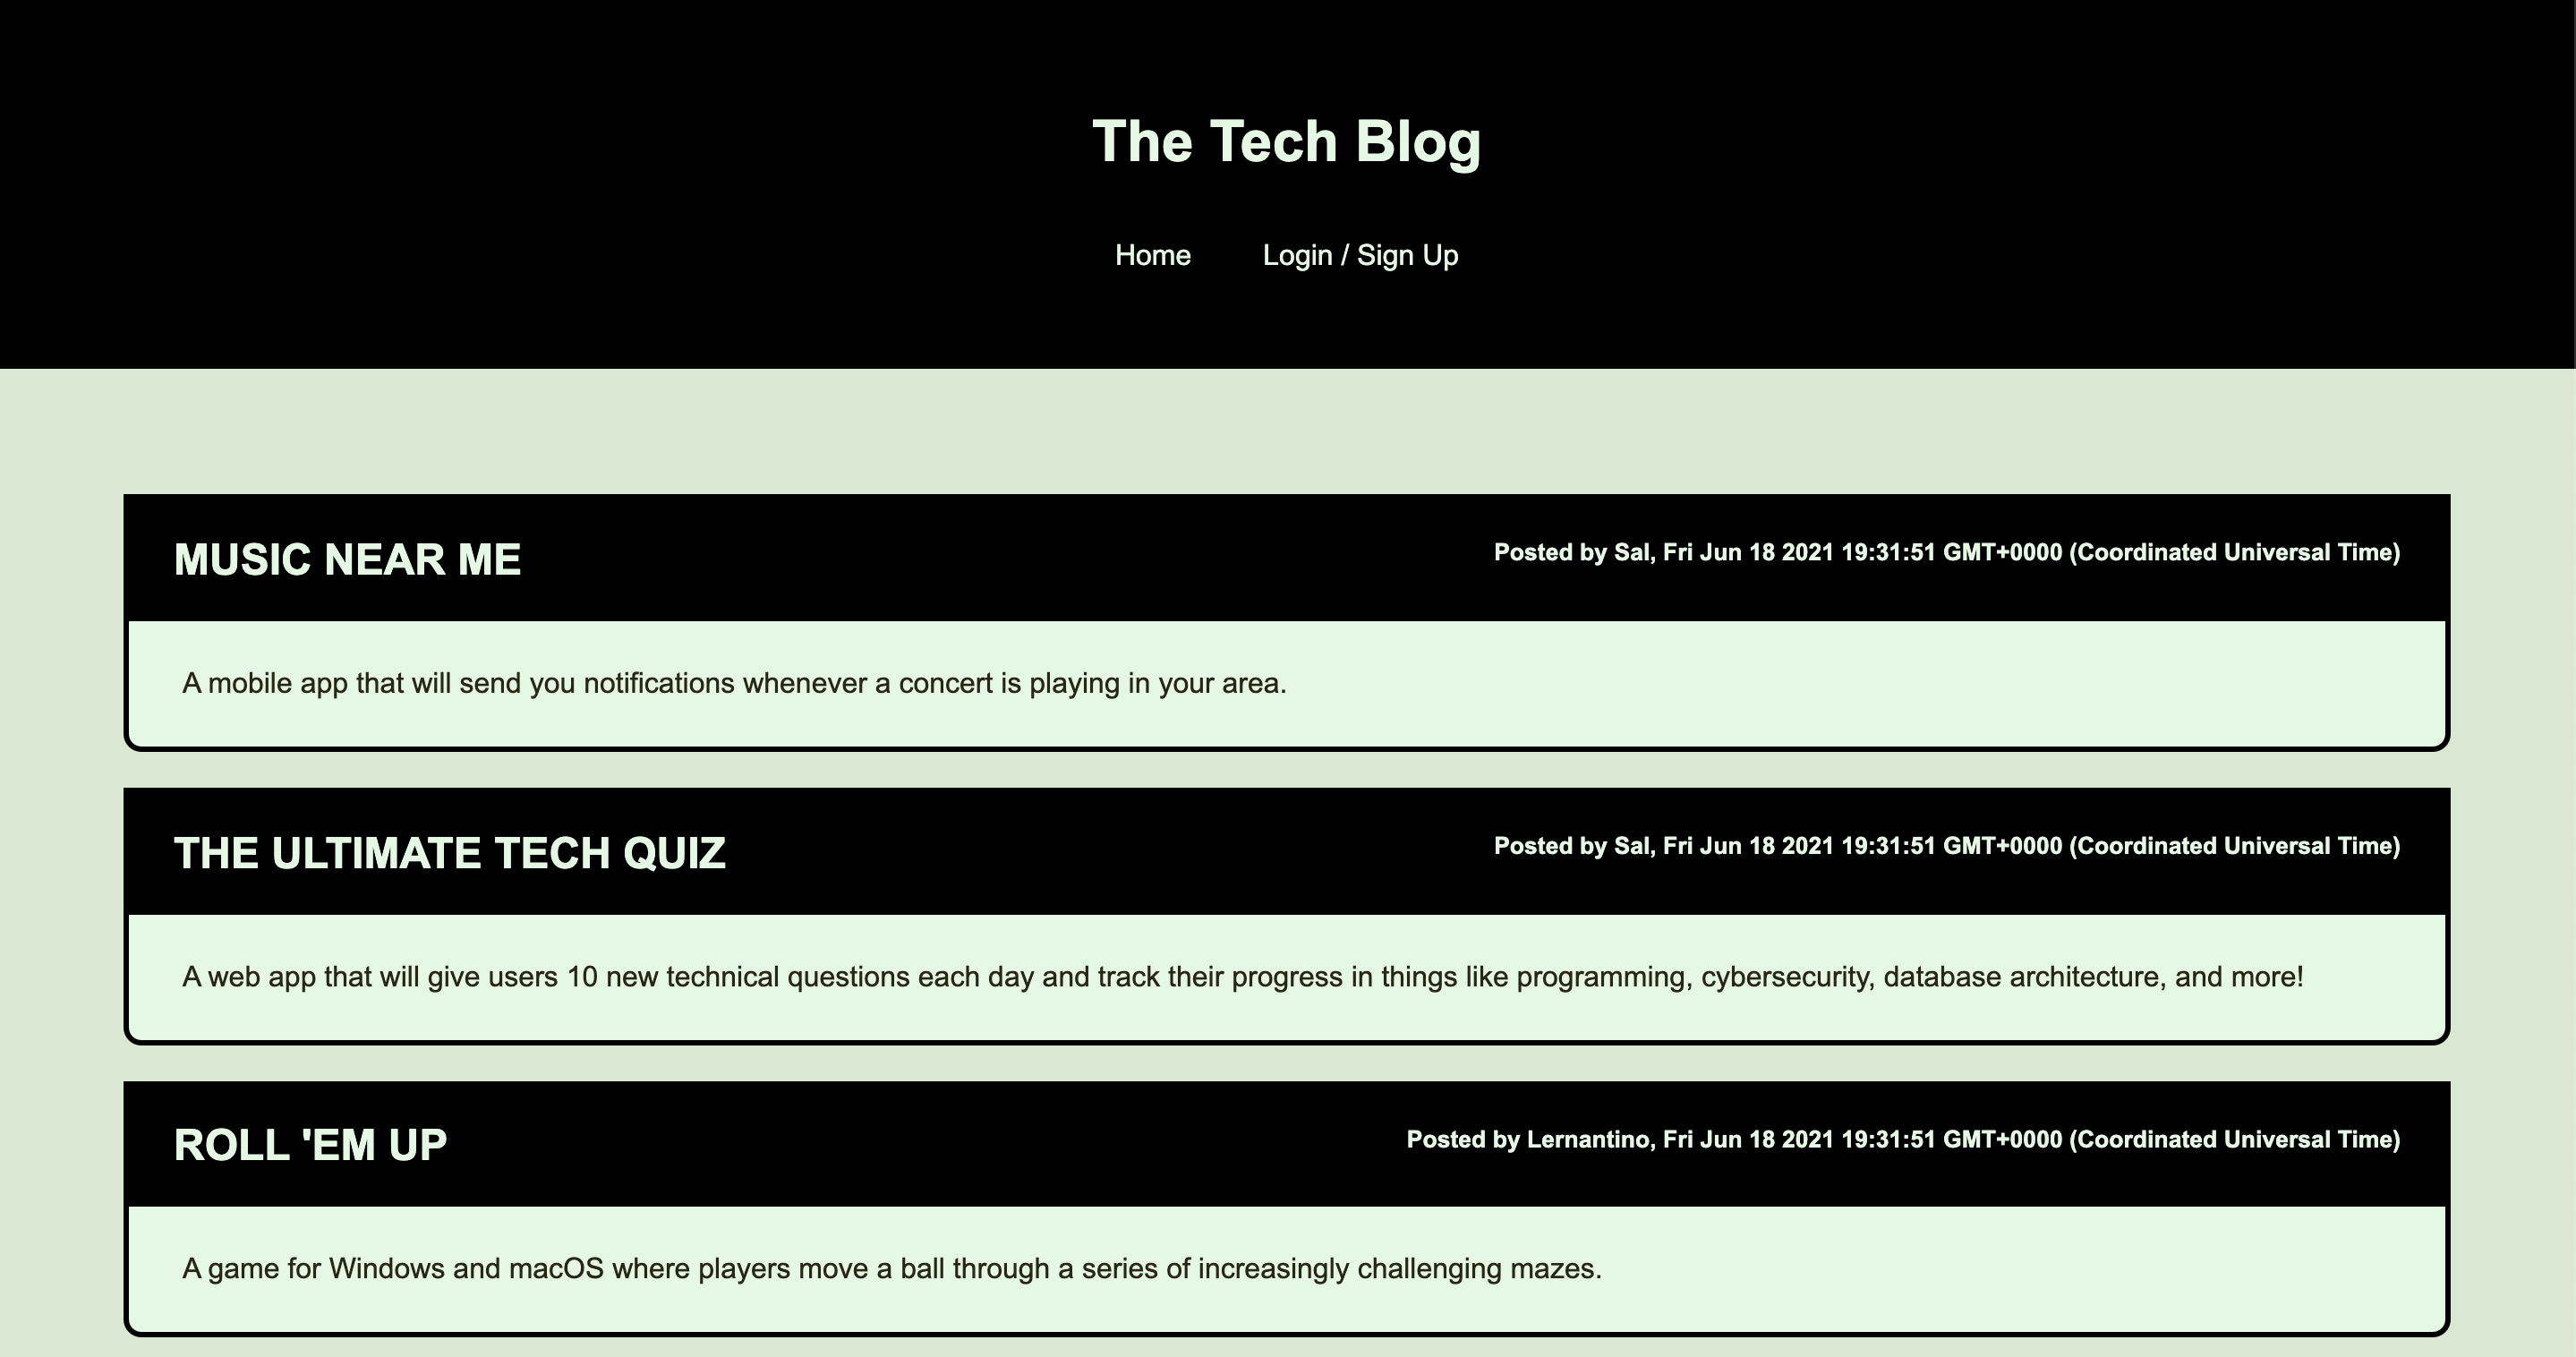 The Tech Blog
Home Login / Sign Up
MUSIC NEAR ME Posted by Sal, Fri Jun 18 2021 19:31:51 GMT+0000 (Coordinated Universal Time)
A mobile app that will send you notifications whenever a concert is playing in your area.
THE ULTIMATE TECH QUIZ Posted by Sal, Fri Jun 18 2021 19:31:51 GMT+0000 (Coordinated Universal Time)
A web app that will give users 10 new technical questions each day and track their progress in things like programming, cybersecurity, database architecture, and more!
ROLL 'EM UP Posted by Lernantino, Fri Jun 18 2021 19:31:51 GMT+0000 (Coordinated Universal Time)
A game for Windows and macOS where players move a ball through a series of increasingly challenging mazes.